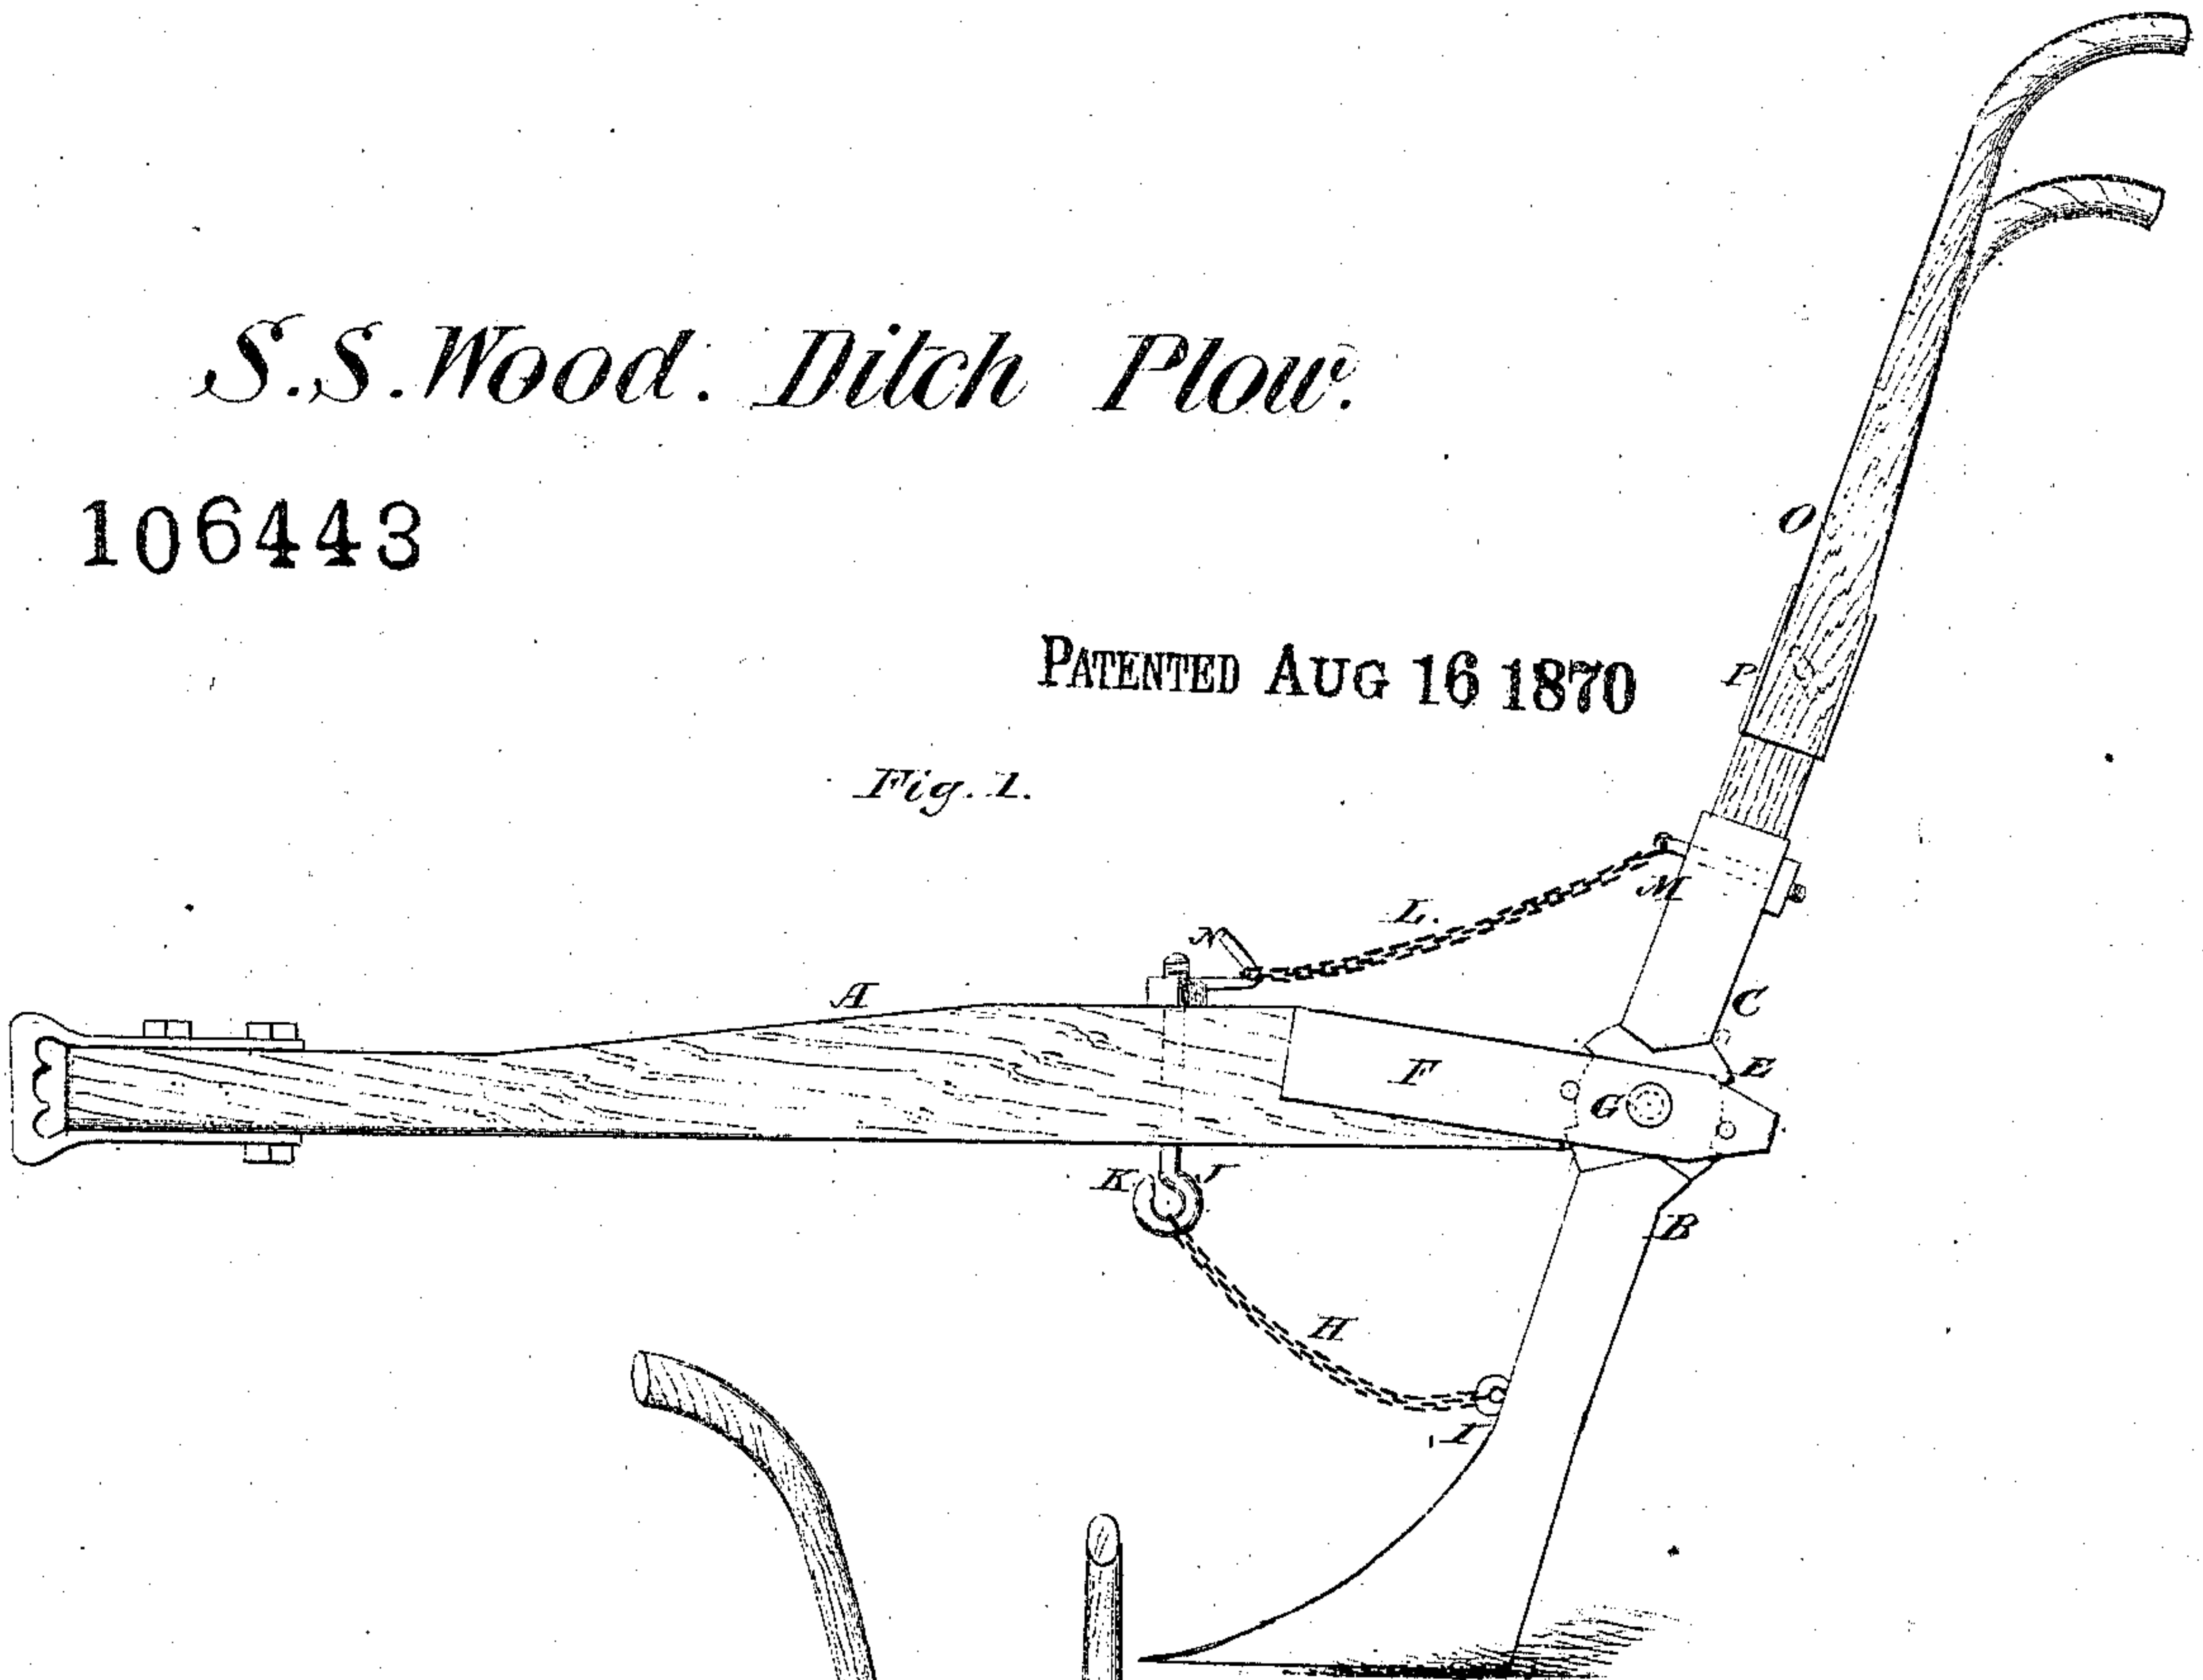 S.S. Wood. Ditch Plow.
106443
PATENTED AUG 16 1870
Fig. 1.
O
P
M
L.
N
A
C
F
E
G
K
J
B
H
I